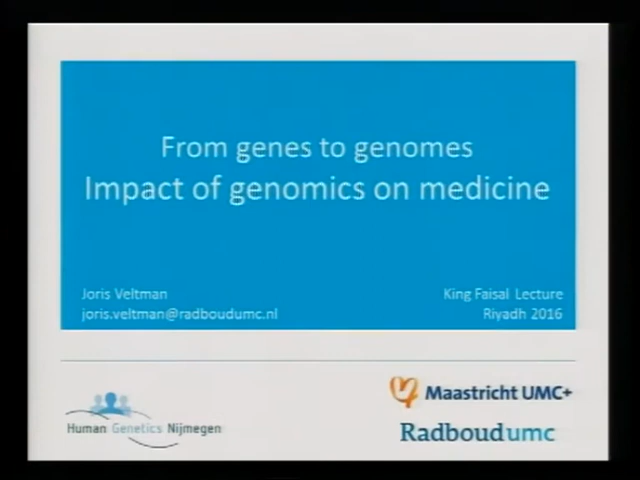 From genes to genomes
Impact of genomics on medicine
Joris Veltman
King Faisal Lecture
joris.veltman@radboudumc.nl
Riyadh 2016
Maastricht UMC+
Human Genetics Nijmegen
Radboudumc